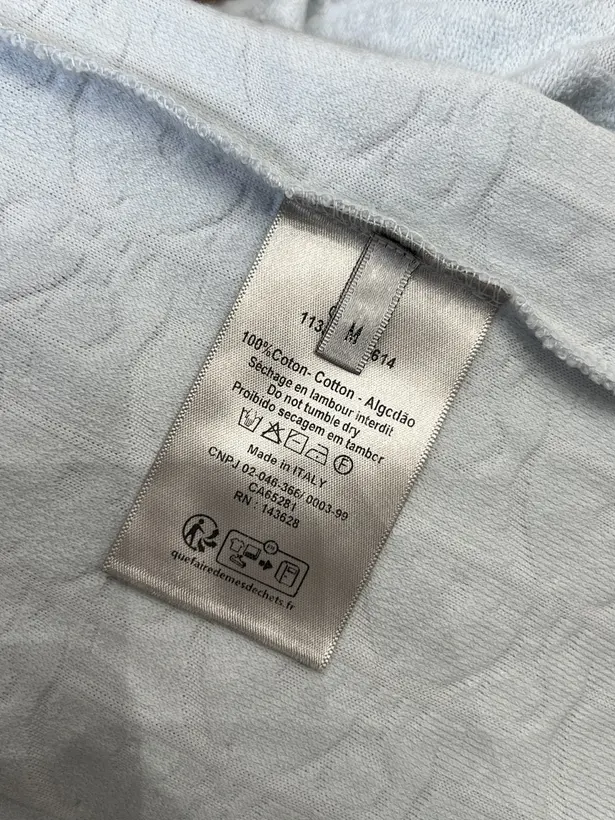 M
113
614
100%Coton- Cotton - Algodão
Séchage en tambour interdit
Do not tumble dry
Proibido secagem em tambor
Made in ITALY
CNPJ 02-046-366/ 0003-99
CA65281
RN : 143628
quefairedemesdechets.fr